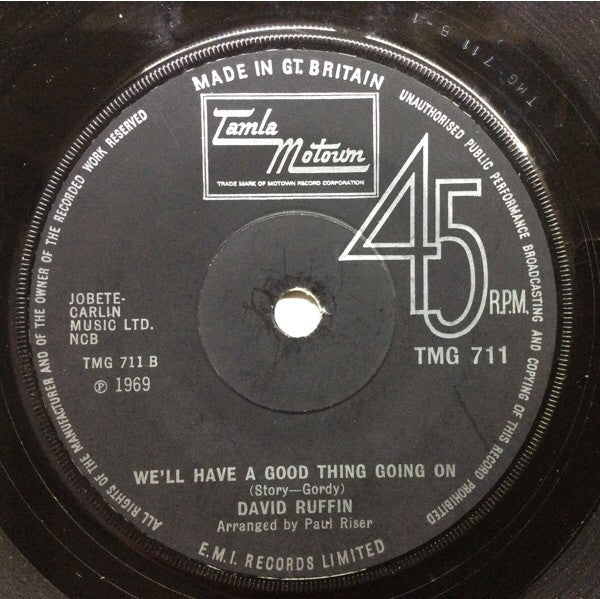 TMG 711 B-1
MADE IN GT. BRITAIN
Tamla
Motown
TRADE MARK OF MOTOWN RECORD CORPORATION
45
R.P.M.
TMG 711
JOBETE-
CARLIN
MUSIC LTD.
NCB
TMG 711 B
℗ 1969
WE'LL HAVE A GOOD THING GOING ON
(Story—Gordy)
DAVID RUFFIN
Arranged by Paul Riser
E.M.I. RECORDS LIMITED
ALL RIGHTS OF THE MANUFACTURER AND OF THE OWNER OF THE RECORDED WORK RESERVED
UNAUTHORISED PUBLIC PERFORMANCE BROADCASTING AND COPYING OF THIS RECORD PROHIBITED